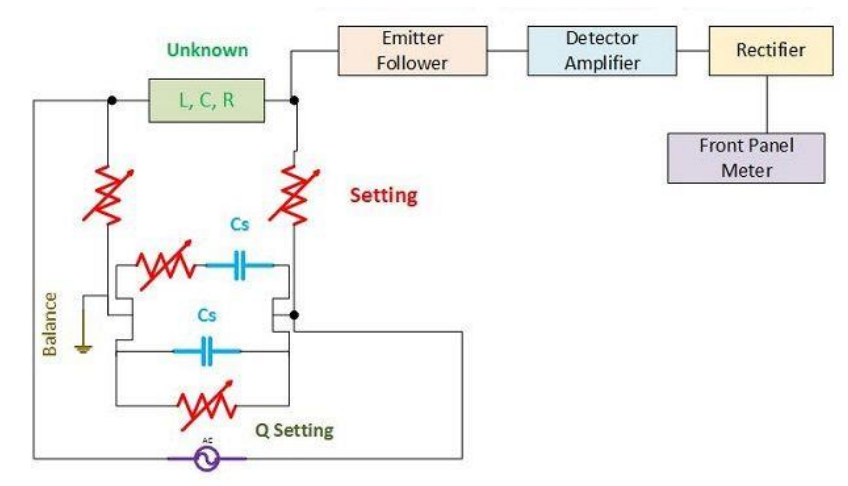 Emitter
Follower
Detector
Amplifier
Rectifier
Unknown
L, C, R
Front Panel
Meter
Setting
Cs
Balance
Cs
Q Setting
AC